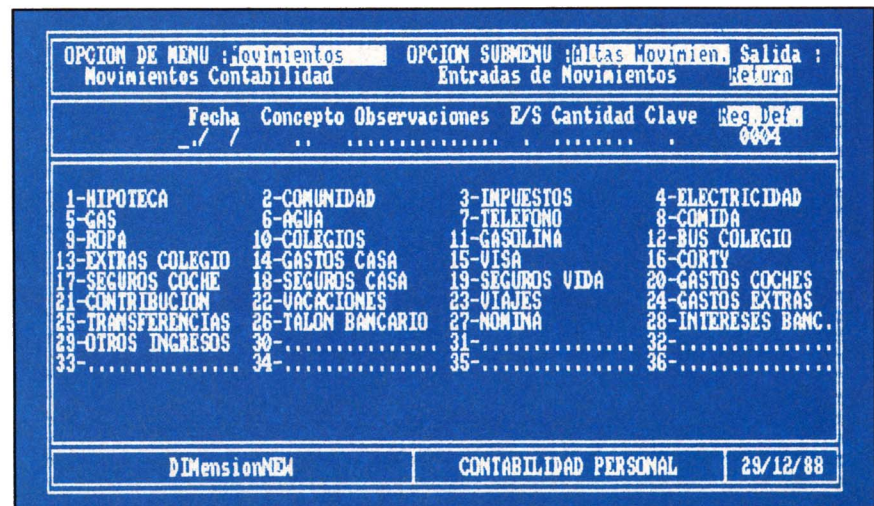 OPCION DE MENU :Movimientos OPCION SUBMENU :Altas Movimien. Salida :
Movimientos Contabilidad Entradas de Movimientos Return
Fecha Concepto Observaciones E/S Cantidad Clave Reg.Def.
_./ / .. ............... . ........ . 0004
1-HIPOTECA 2-COMUNIDAD 3-IMPUESTOS 4-ELECTRICIDAD
5-GAS 6-AGUA 7-TELEFONO 8-COMIDA
9-ROPA 10-COLEGIOS 11-GASOLINA 12-BUS COLEGIO
13-EXTRAS COLEGIO 14-GASTOS CASA 15-VISA 16-CORTY
17-SEGUROS COCHE 18-SEGUROS CASA 19-SEGUROS VIDA 20-GASTOS COCHES
21-CONTRIBUCION 22-VACACIONES 23-VIAJES 24-GASTOS EXTRAS
25-TRANSFERENCIAS 26-TALON BANCARIO 27-NOMINA 28-INTERESES BANC.
29-OTROS INGRESOS 30-............... 31-............... 32-...............
33-............... 34-............... 35-............... 36-...............
DIMensionNEW CONTABILIDAD PERSONAL 29/12/88